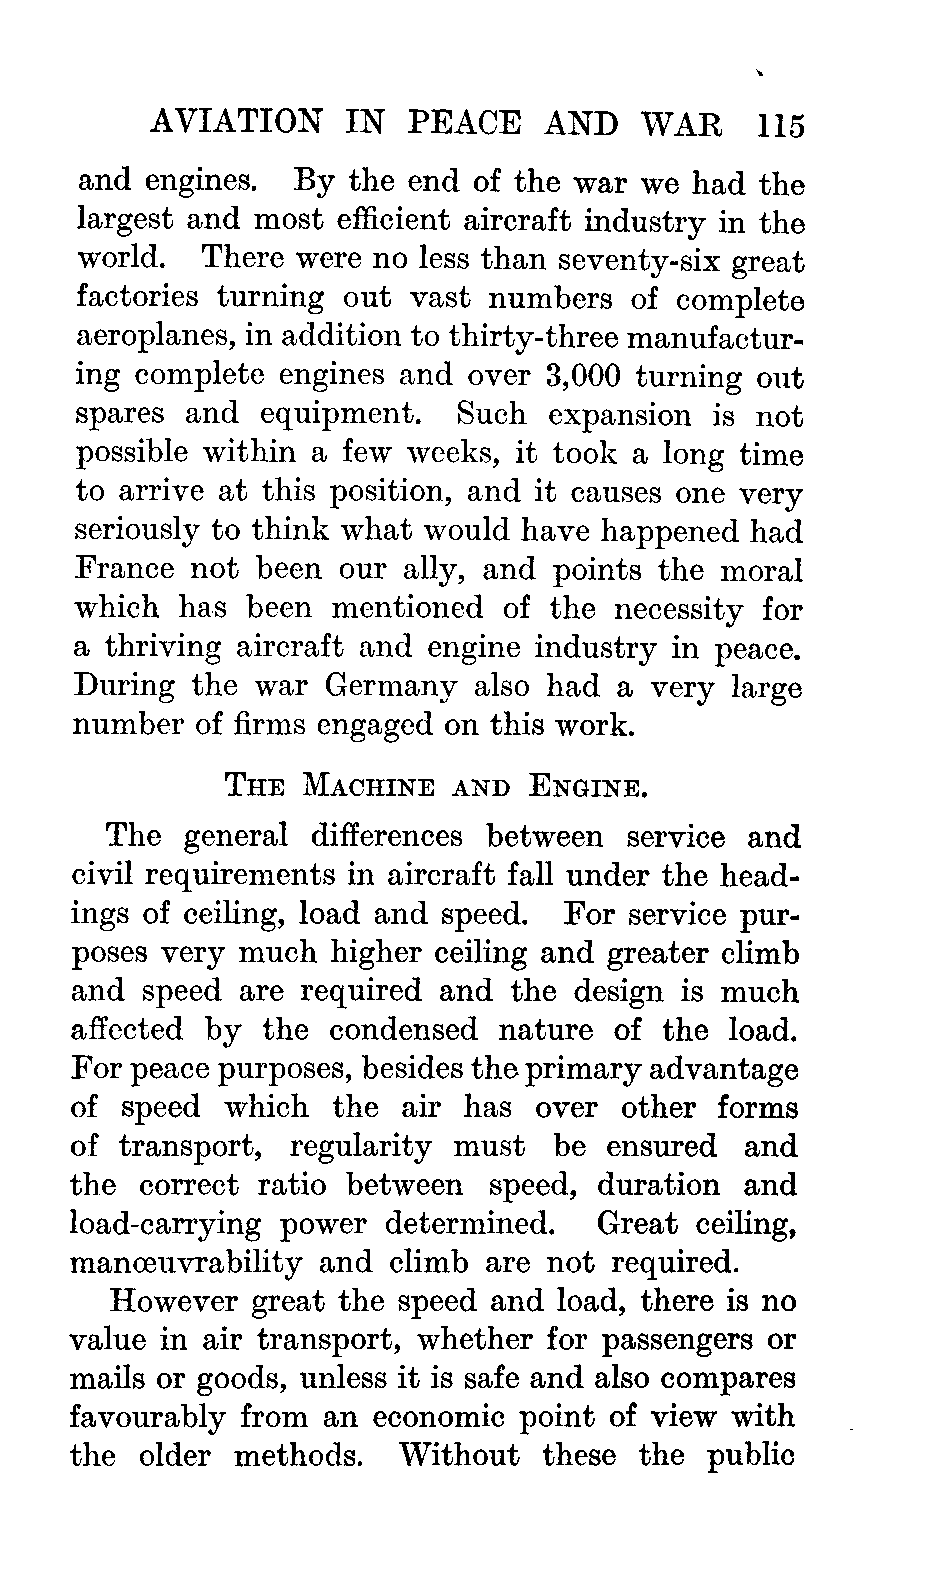 AVIATION IN PEACE AND WAR 115
and engines. By the end of the war we had the
largest and most efficient aircraft industry in the
world. There were no less than seventy-six great
factories turning out vast numbers of complete
aeroplanes, in addition to thirty-three manufactur-
ing complete engines and over 3,000 turning out
spares and equipment. Such expansion is not
possible within a few weeks, it took a long time
to arrive at this position, and it causes one very
seriously to think what would have happened had
France not been our ally, and points the moral
which has been mentioned of the necessity for
a thriving aircraft and engine industry in peace.
During the war Germany also had a very large
number of firms engaged on this work.
THE MACHINE AND ENGINE.
The general differences between service and
civil requirements in aircraft fall under the head-
ings of ceiling, load and speed. For service pur-
poses very much higher ceiling and greater climb
and speed are required and the design is much
affected by the condensed nature of the load.
For peace purposes, besides the primary advantage
of speed which the air has over other forms
of transport, regularity must be ensured and
the correct ratio between speed, duration and
load-carrying power determined. Great ceiling,
manœuvrability and climb are not required.
However great the speed and load, there is no
value in air transport, whether for passengers or
mails or goods, unless it is safe and also compares
favourably from an economic point of view with
the older methods. Without these the public